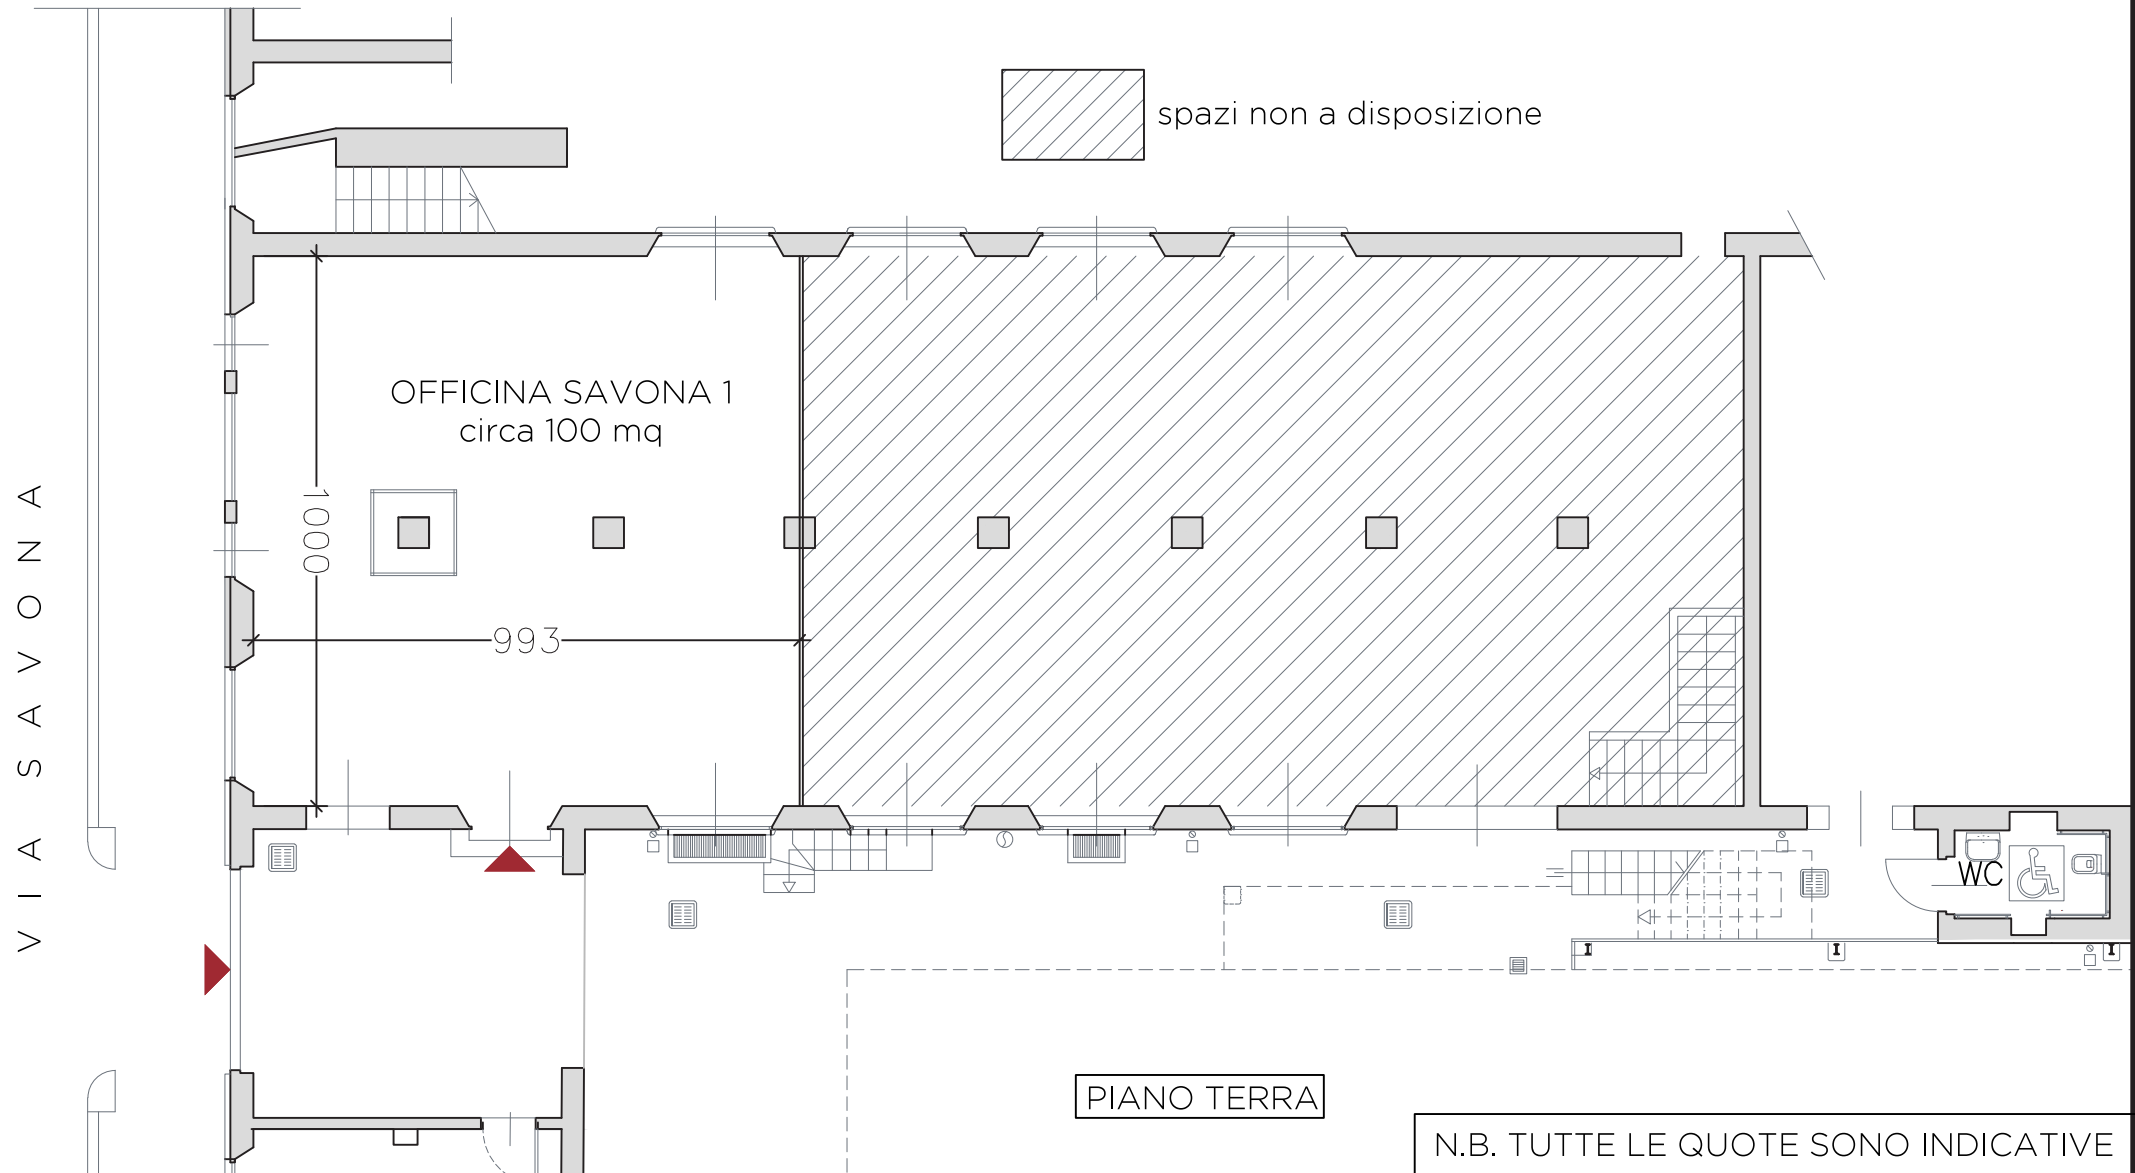 spazi non a disposizione
OFFICINA SAVONA 1
circa 100 mq
1000
993
VIA SAVONA
WC
PIANO TERRA
N.B. TUTTE LE QUOTE SONO INDICATIVE